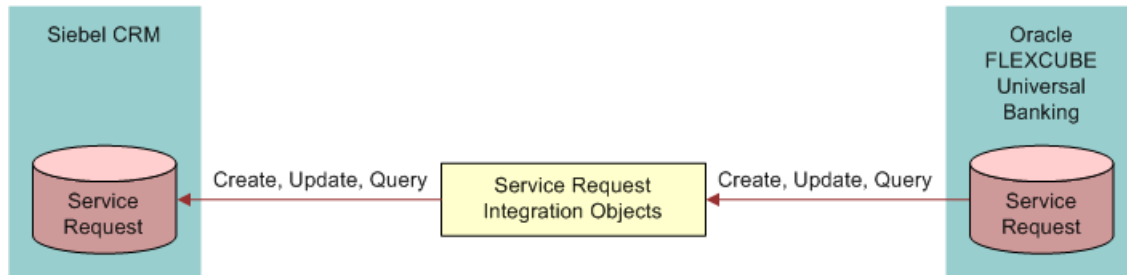 Siebel CRM
Oracle
FLEXCUBE
Universal
Banking
Create, Update, Query
Create, Update, Query
Service
Request
Service Request
Integration Objects
Service
Request